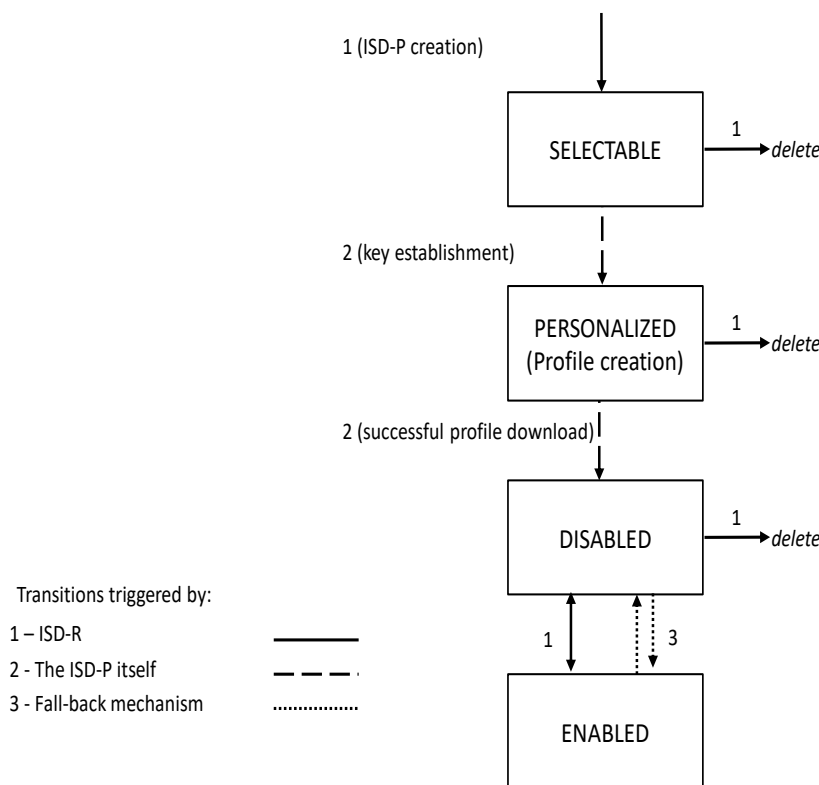 1 (ISD-P creation)
SELECTABLE
1
delete
2 (key establishment)
PERSONALIZED
(Profile creation)
1
delete
2 (successful profile download)
DISABLED
1
delete
Transitions triggered by:
1 – ISD-R
2 - The ISD-P itself
3 - Fall-back mechanism
1
3
ENABLED